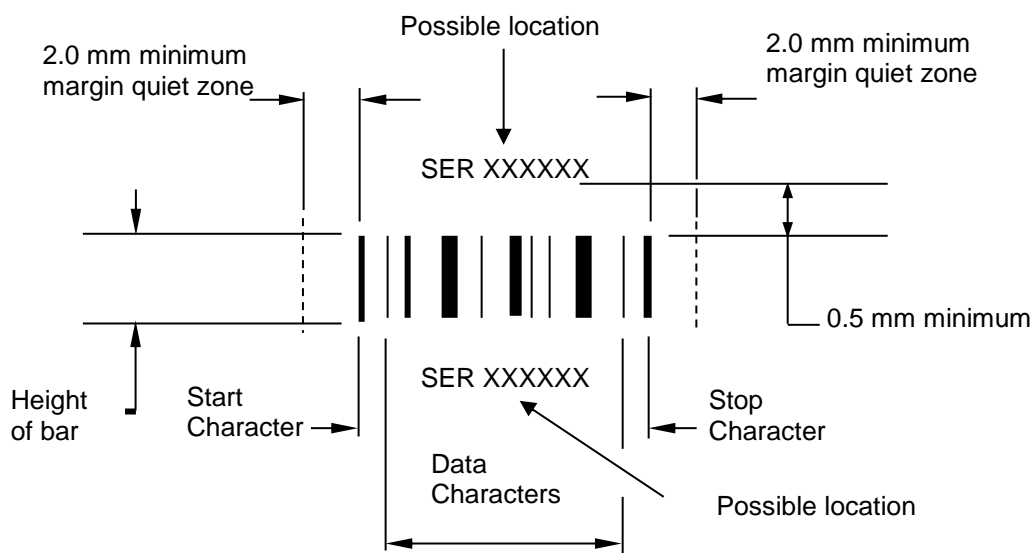 Possible location
2.0 mm minimum
margin quiet zone
2.0 mm minimum
margin quiet zone
SER XXXXXX
0.5 mm minimum
SER XXXXXX
Height
of bar
Start
Character
Stop
Character
Data
Characters
Possible location